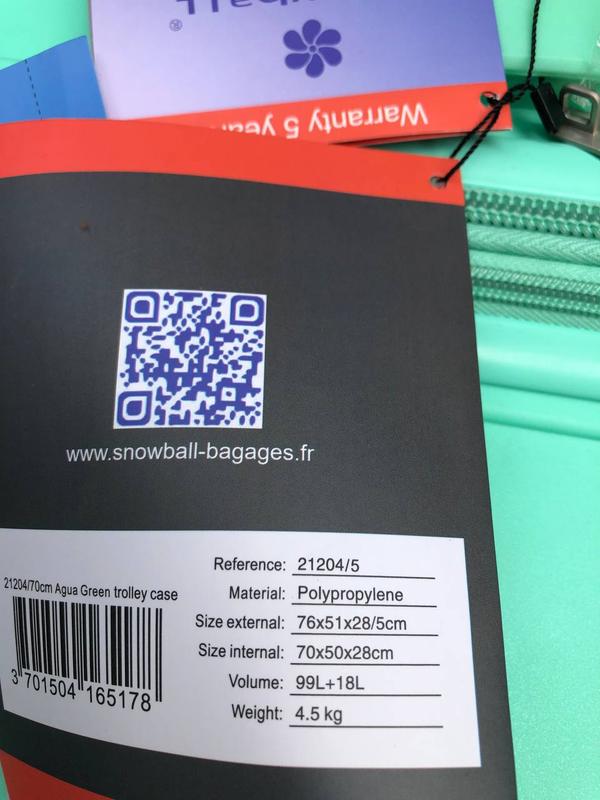 ®
Warranty 5
www.snowball-bagages.fr
21204/70cm Agua Green trolley case
3 701504 165178
Reference: 21204/5
Material: Polypropylene
Size external: 76x51x28/5cm
Size internal: 70x50x28cm
Volume: 99L+18L
Weight: 4.5 kg